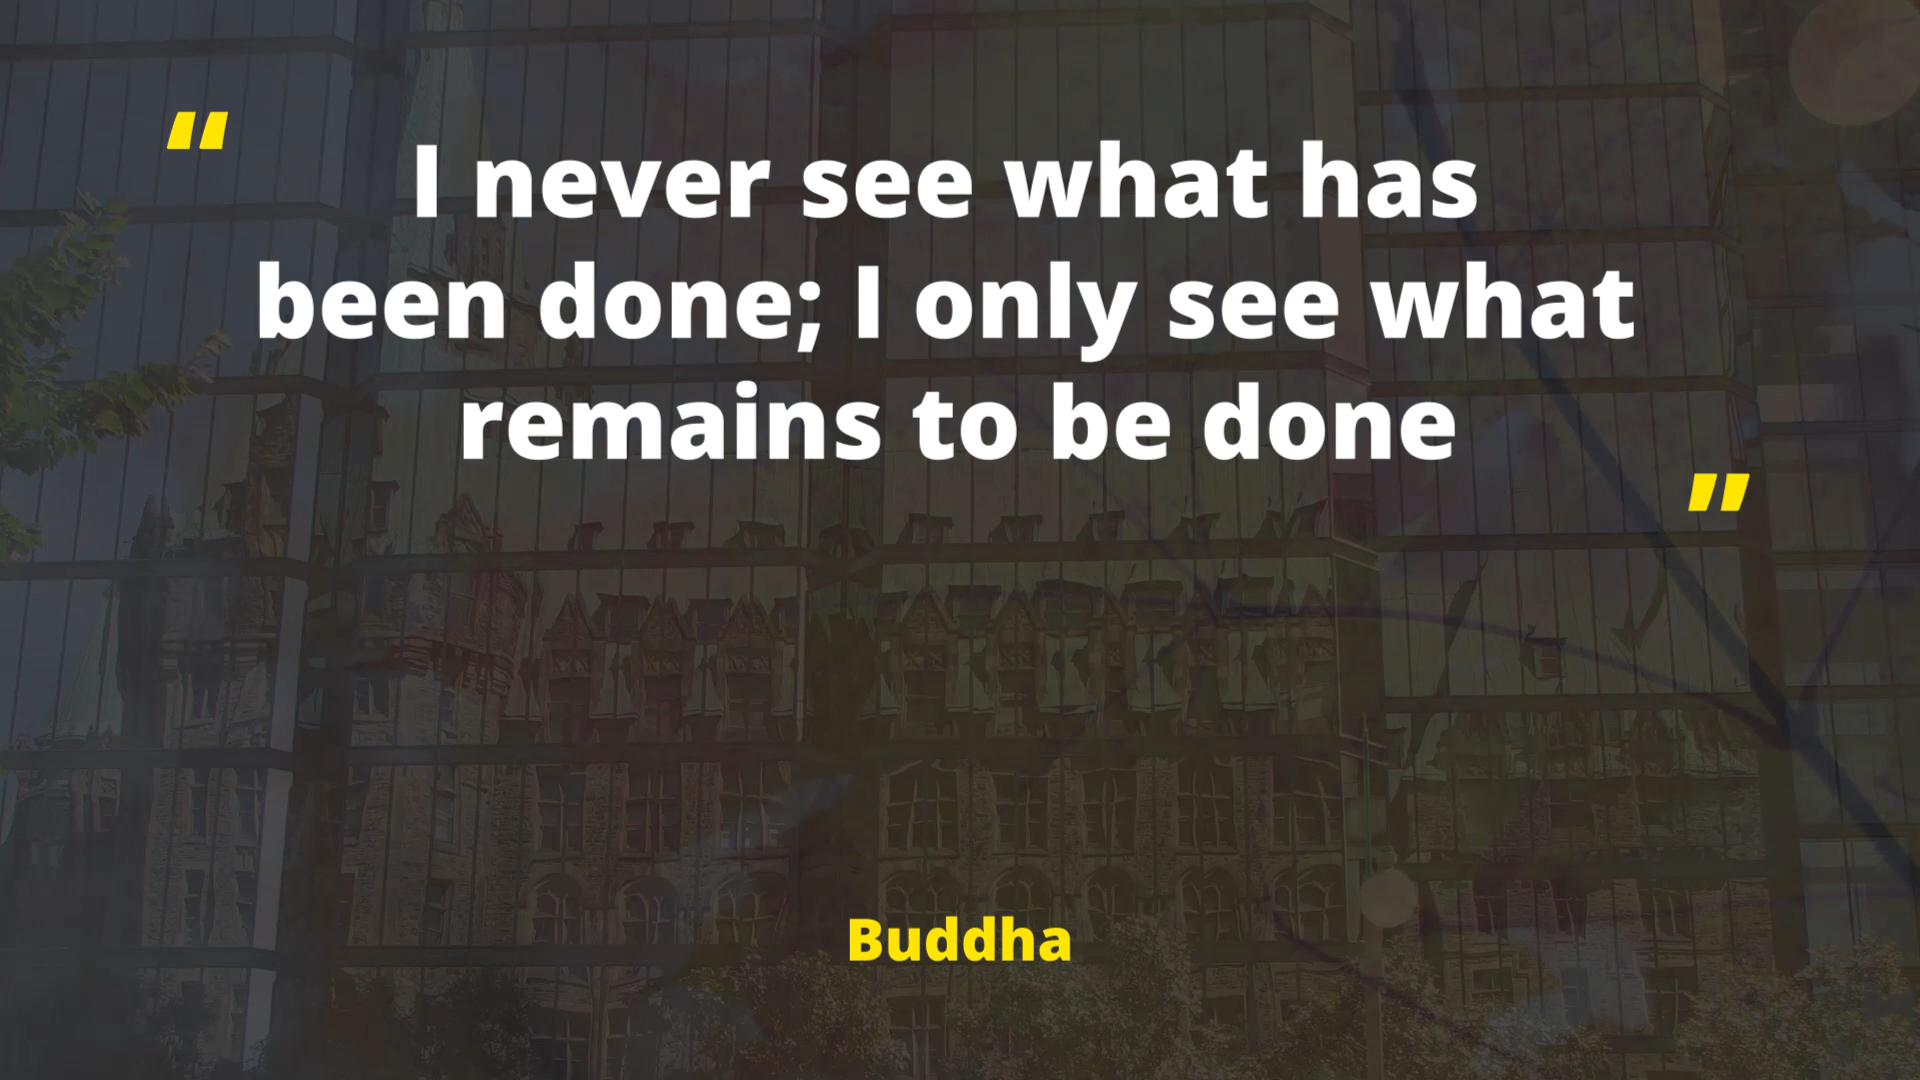 “
I never see what has
been done; I only see what
remains to be done
”
Buddha